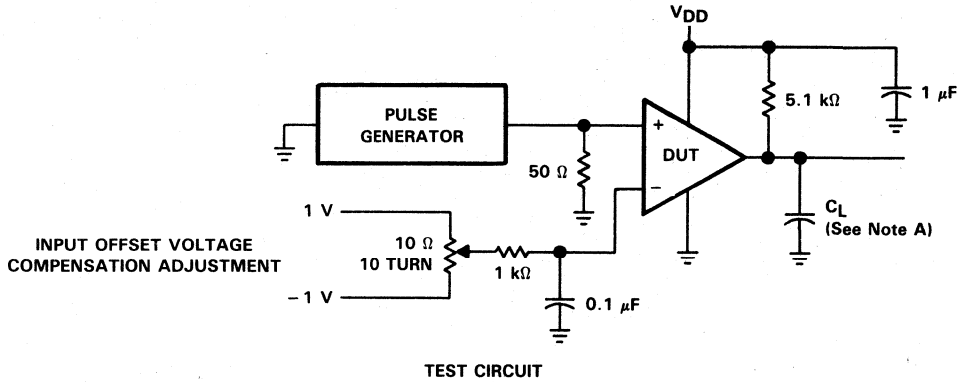 VDD
5.1 kΩ
1 μF
PULSE
GENERATOR
+
DUT
−
50 Ω
CL
(See Note A)
1 V
INPUT OFFSET VOLTAGE
COMPENSATION ADJUSTMENT
10 Ω
10 TURN
1 kΩ
− 1 V
0.1 μF
TEST CIRCUIT